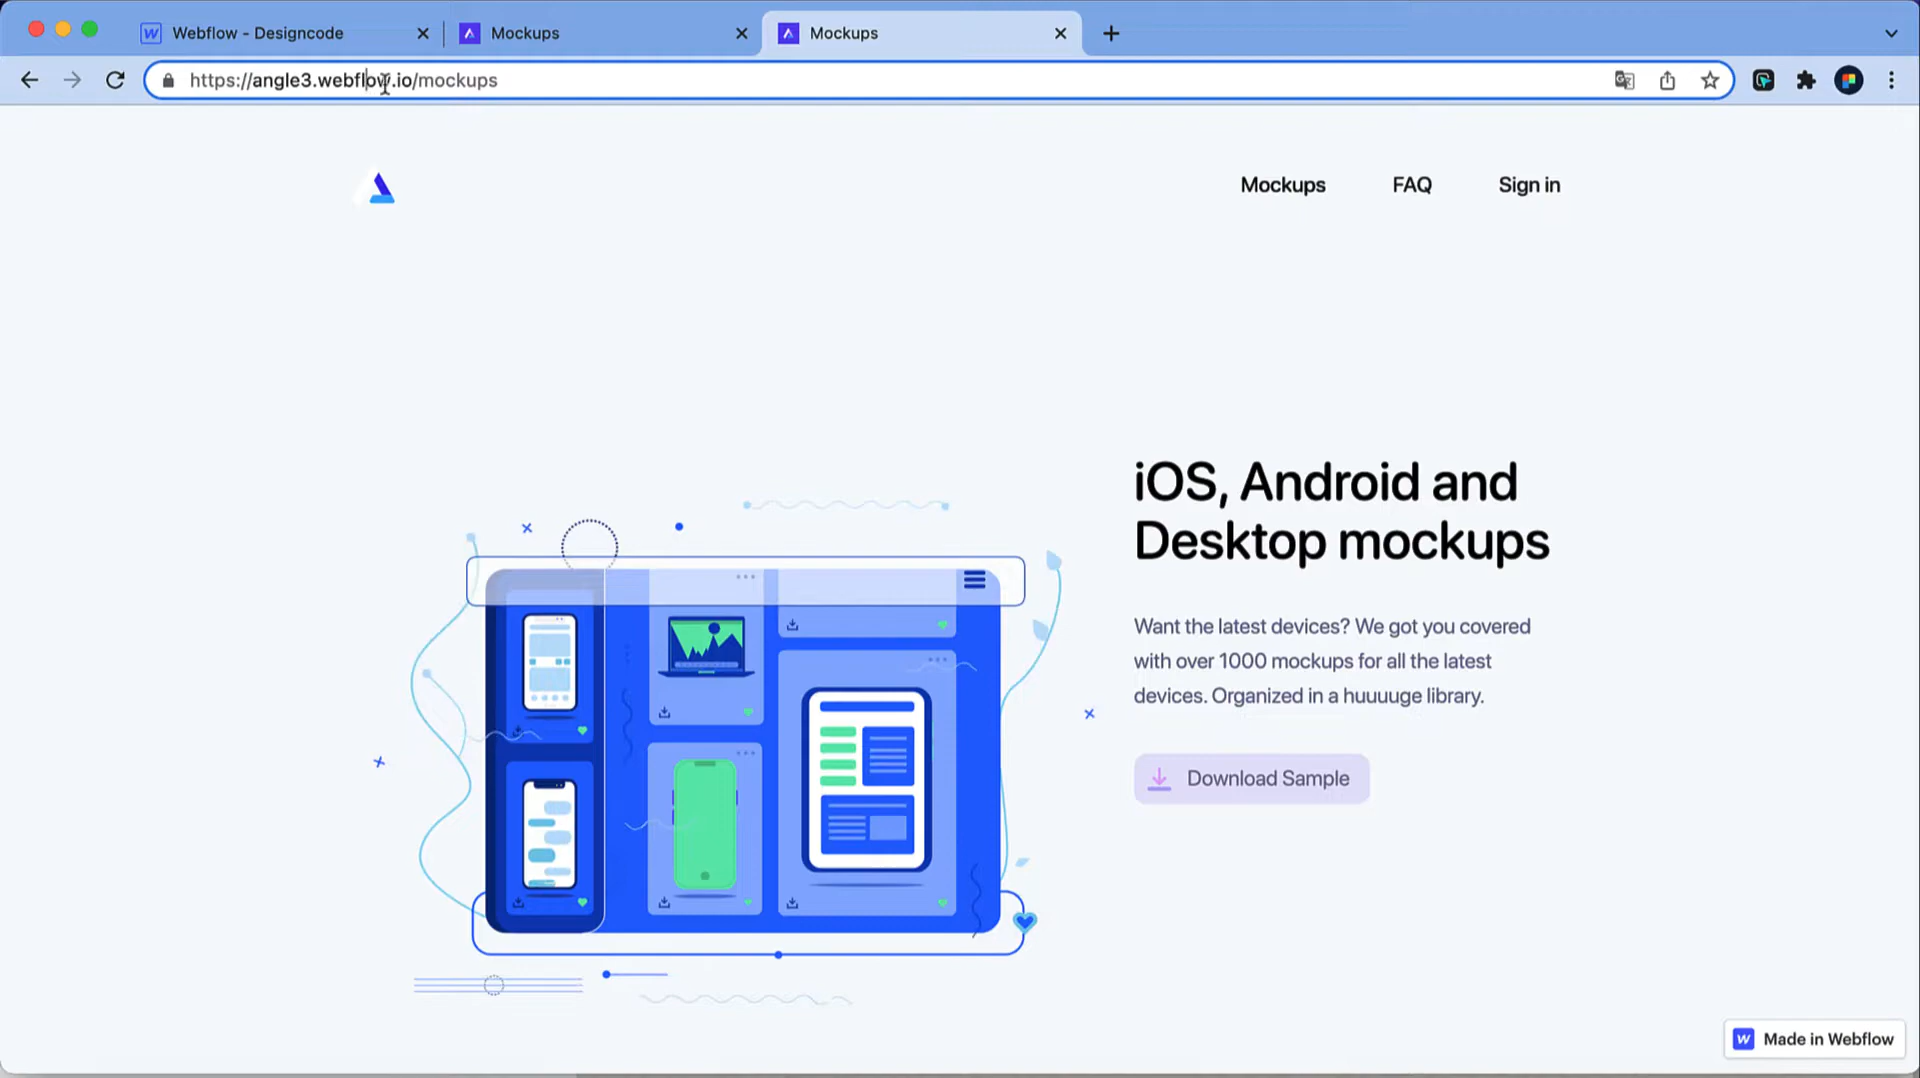 Webflow - Designcode
Mockups
Mockups
https://angle3.webflow.io/mockups
Mockups
FAQ
Sign in
iOS, Android and
Desktop mockups
Want the latest devices? We got you covered
with over 1000 mockups for all the latest
devices. Organized in a huuuuge library.
Download Sample
Made in Webflow